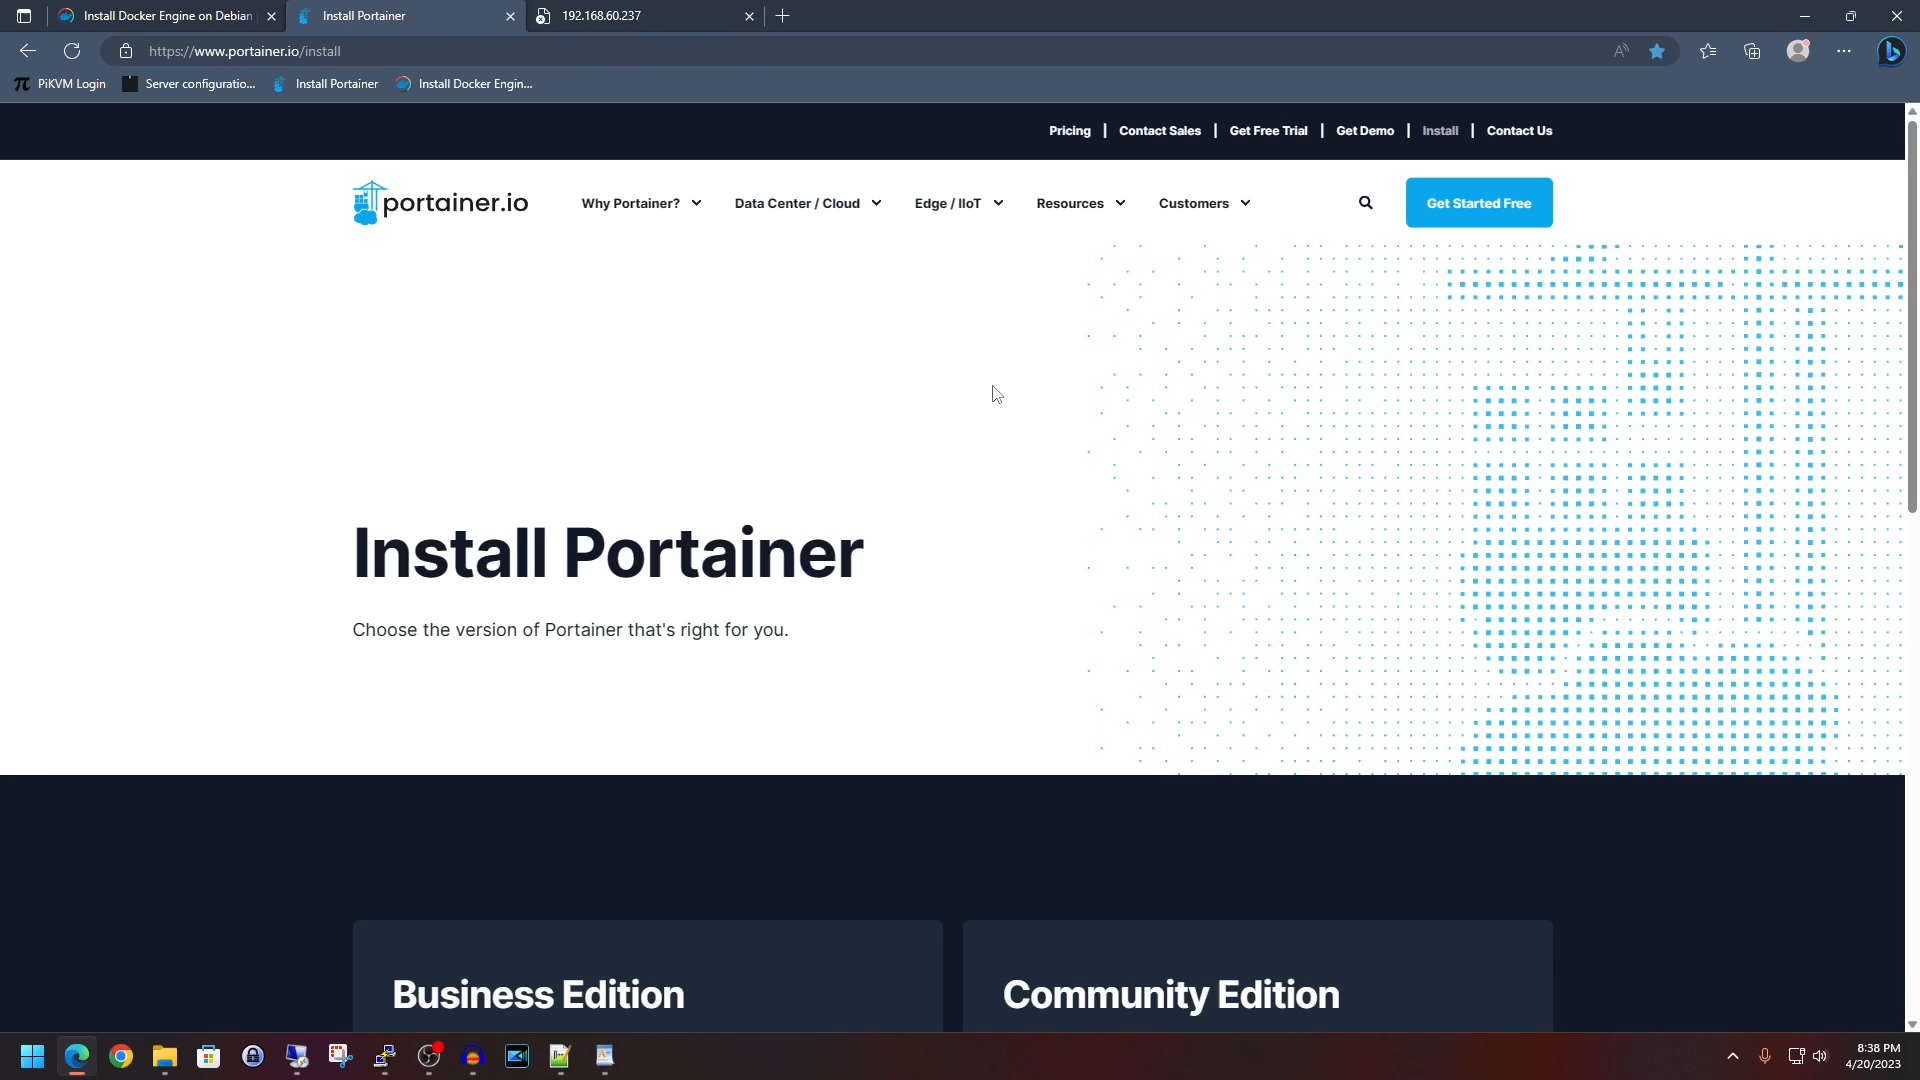 Install Docker Engine on Debian
Install Portainer
192.168.60.237
https://www.portainer.io/install
PiKVM Login
Server configuratio...
Install Portainer
Install Docker Engin...
Pricing | Contact Sales | Get Free Trial | Get Demo | Install | Contact Us
portainer.io
Why Portainer?
Data Center / Cloud
Edge / IIoT
Resources
Customers
Get Started Free
Install Portainer
Choose the version of Portainer that's right for you.
Business Edition
Community Edition
8:38 PM
4/20/2023